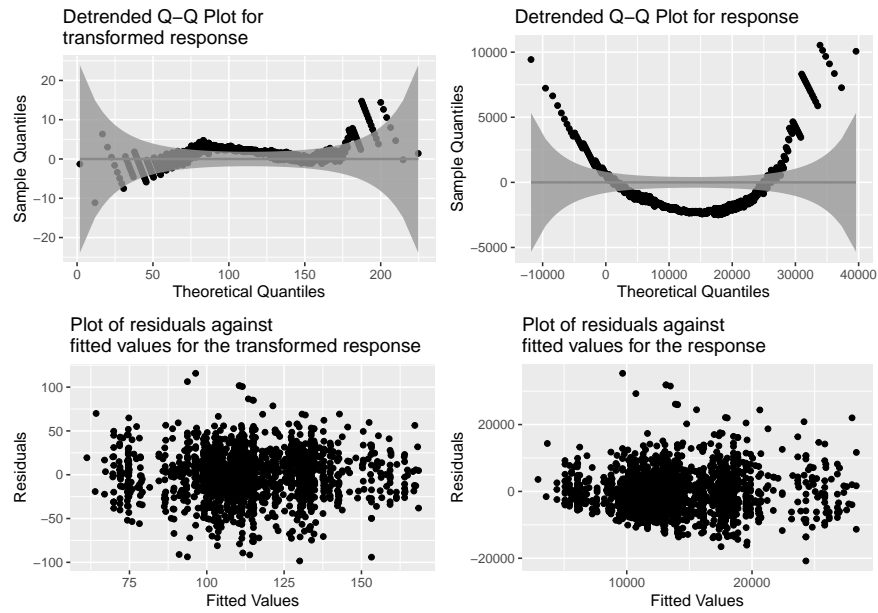 Detrended Q−Q Plot for
transformed response
20
10
0
−10
−20
0
50
100
150
200
Theoretical Quantiles
Sample Quantiles
Detrended Q−Q Plot for response
10000
5000
0
−5000
−10000
0
10000
20000
30000
40000
Theoretical Quantiles
Sample Quantiles
Plot of residuals against
fitted values for the transformed response
100
50
0
−50
−100
75
100
125
150
Fitted Values
Residuals
Plot of residuals against
fitted values for the response
20000
0
−20000
10000
20000
Fitted Values
Residuals